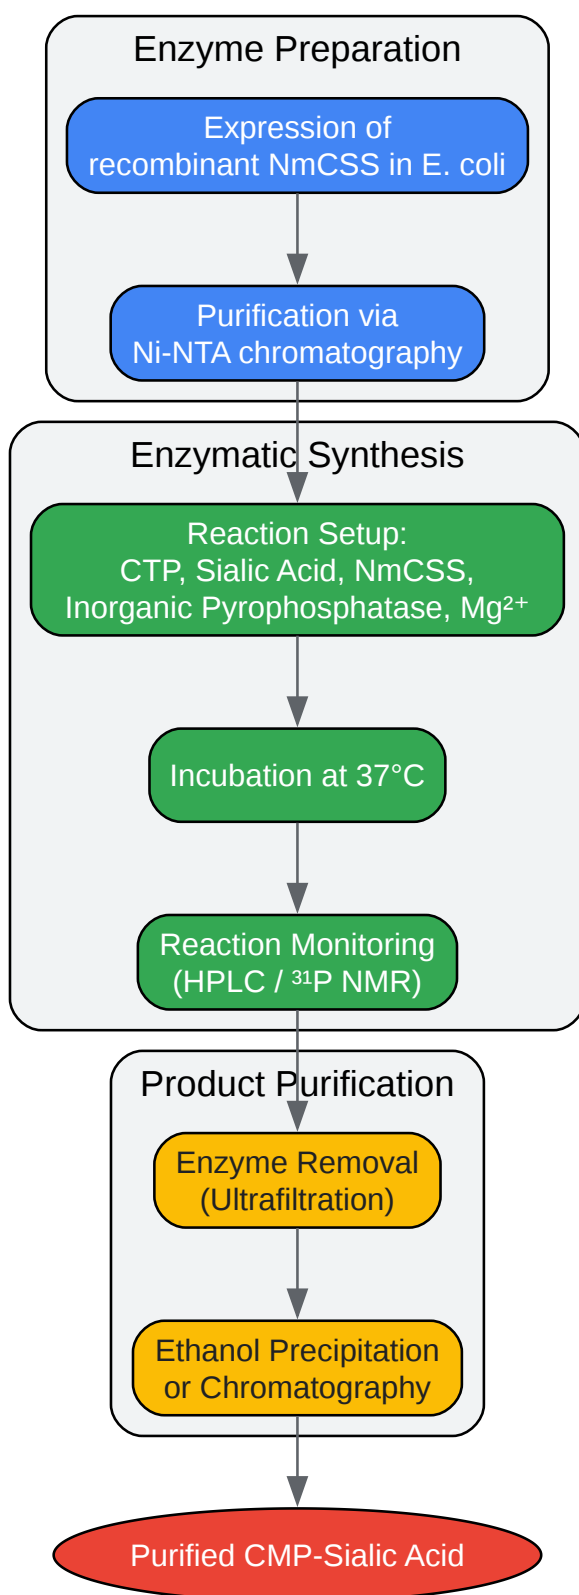 Enzyme Preparation
Expression of
recombinant NmCSS in E. coli
Purification via
Ni-NTA chromatography
Enzymatic Synthesis
Reaction Setup:
CTP, Sialic Acid, NmCSS,
Inorganic Pyrophosphatase, Mg²⁺
Incubation at 37°C
Reaction Monitoring
(HPLC / ³¹P NMR)
Product Purification
Enzyme Removal
(Ultrafiltration)
Ethanol Precipitation
or Chromatography
Purified CMP-Sialic Acid